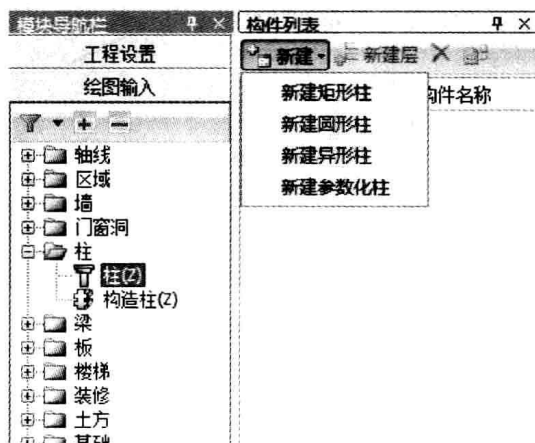 模块导航栏
工程设置
绘图输入
轴线
区域
墙
门窗洞
柱
柱(Z)
构造柱(Z)
梁
板
楼梯
装修
土方
基础
构件列表
新建 新建层
构件名称
新建矩形柱
新建圆形柱
新建异形柱
新建参数化柱